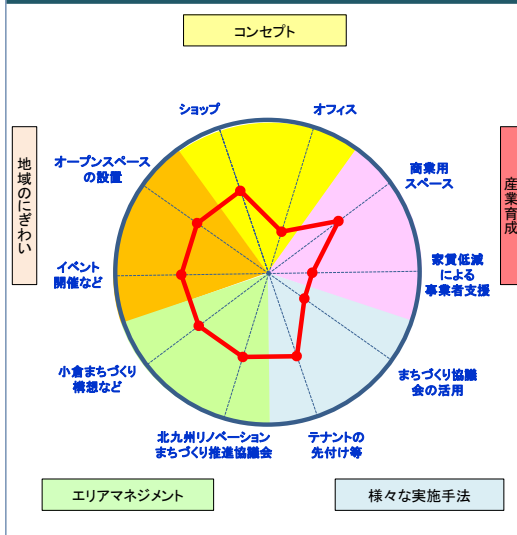 コンセプト
ショップ
オフィス
オープンスペース
の設置
商業用
スペース
地域のにぎわい
産業育成
イベント
開催など
家賃低減
による
事業者支援
小倉まちづくり
構想など
まちづくり協議
会の活用
北九州リノベーション
まちづくり推進協議会
テナントの
先付け等
エリアマネジメント
様々な実施手法